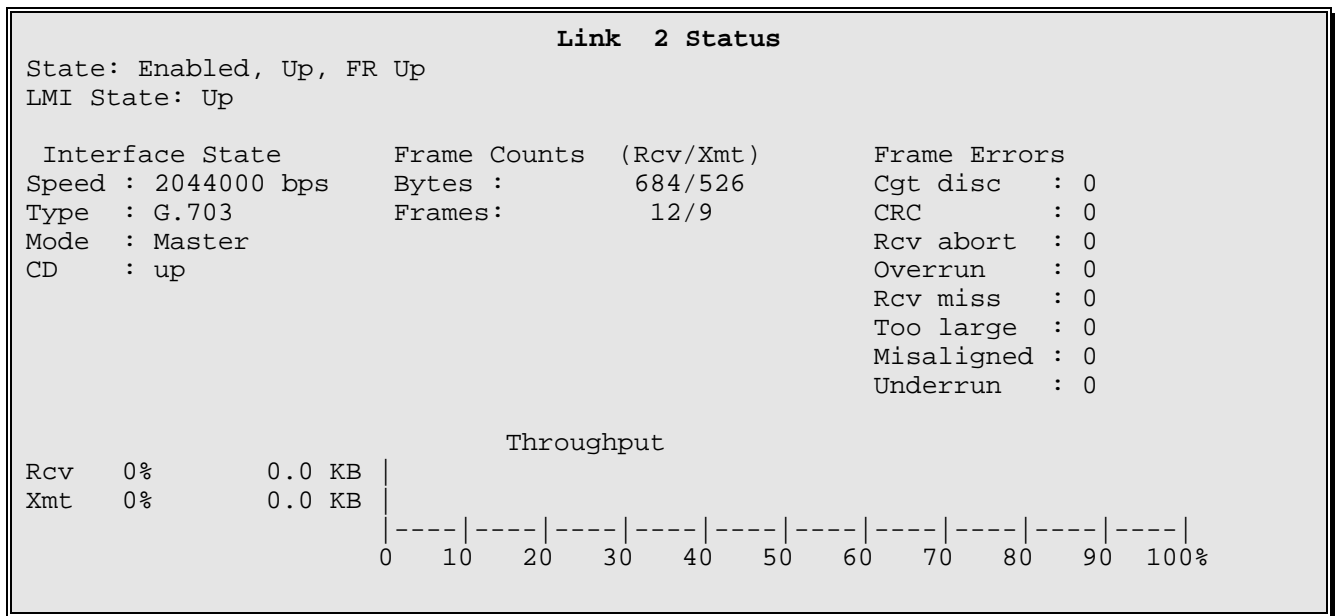 Link  2 Status
State: Enabled, Up, FR Up
LMI State: Up
 Interface State       Frame Counts  (Rcv/Xmt)       Frame Errors
Speed : 2044000 bps    Bytes :        684/526        Cgt disc   : 0
Type  : G.703          Frames:         12/9          CRC        : 0
Mode  : Master                                       Rcv abort  : 0
CD    : up                                           Overrun    : 0
                                                     Rcv miss   : 0
                                                     Too large  : 0
                                                     Misaligned : 0
                                                     Underrun   : 0
                              Throughput
Rcv   0%       0.0 KB |
Xmt   0%       0.0 KB |
                      |----|----|----|----|----|----|----|----|----|----|
                      0   10   20   30   40   50   60   70   80   90  100%